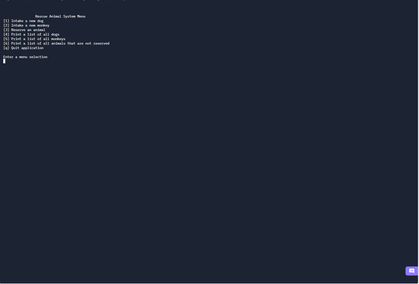 Rescue Animal System Menu
[1] Intake a new dog
[2] Intake a new monkey
[3] Reserve an animal
[4] Print a list of all dogs
[5] Print a list of all monkeys
[6] Print a list of all animals that are not reserved
[q] Quit application
Enter a menu selection